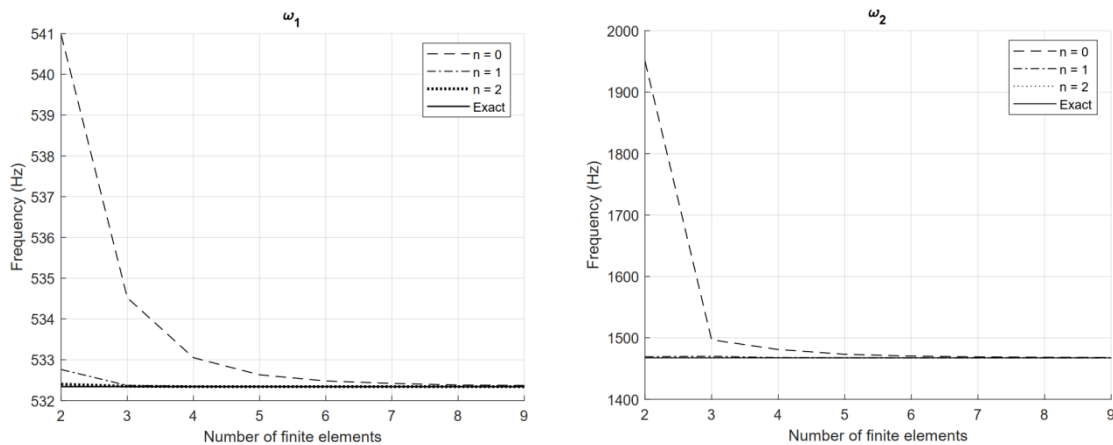 ω1
541
540
539
538
537
536
535
534
533
532
Frequency (Hz)
2 3 4 5 6 7 8 9
Number of finite elements
n = 0
n = 1
n = 2
Exact
ω2
2000
1900
1800
1700
1600
1500
1400
Frequency (Hz)
2 3 4 5 6 7 8 9
Number of finite elements
n = 0
n = 1
n = 2
Exact